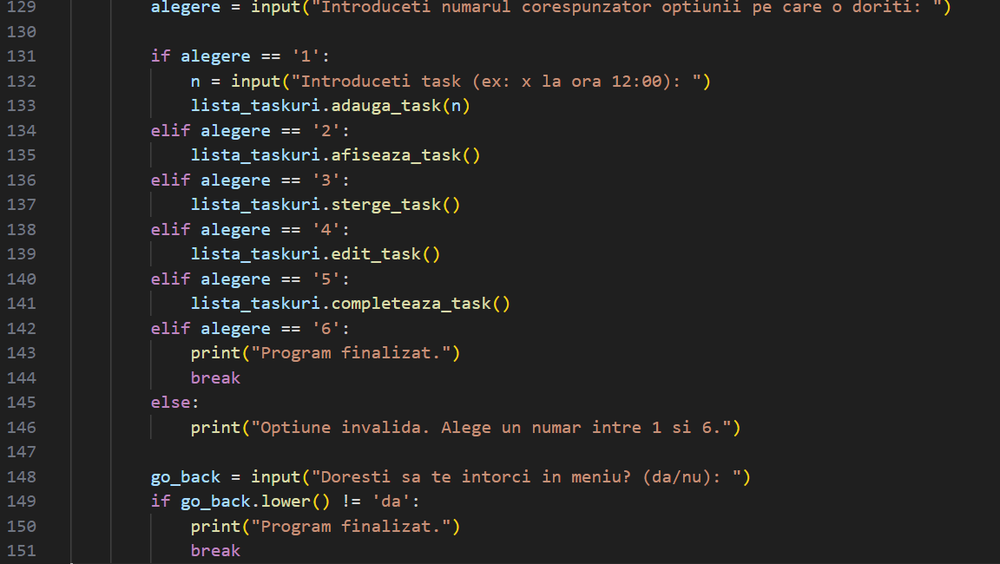 129 alegere = input("Introduceti numarul corespunzator optiunii pe care o doriti: ")
130
131 if alegere == '1':
132 n = input("Introduceti task (ex: x la ora 12:00): ")
133 lista_taskuri.adauga_task(n)
134 elif alegere == '2':
135 lista_taskuri.afiseaza_task()
136 elif alegere == '3':
137 lista_taskuri.sterge_task()
138 elif alegere == '4':
139 lista_taskuri.edit_task()
140 elif alegere == '5':
141 lista_taskuri.completeaza_task()
142 elif alegere == '6':
143 print("Program finalizat.")
144 break
145 else:
146 print("Optiune invalida. Alege un numar intre 1 si 6.")
147
148 go_back = input("Doresti sa te intorci in meniu? (da/nu): ")
149 if go_back.lower() != 'da':
150 print("Program finalizat.")
151 break